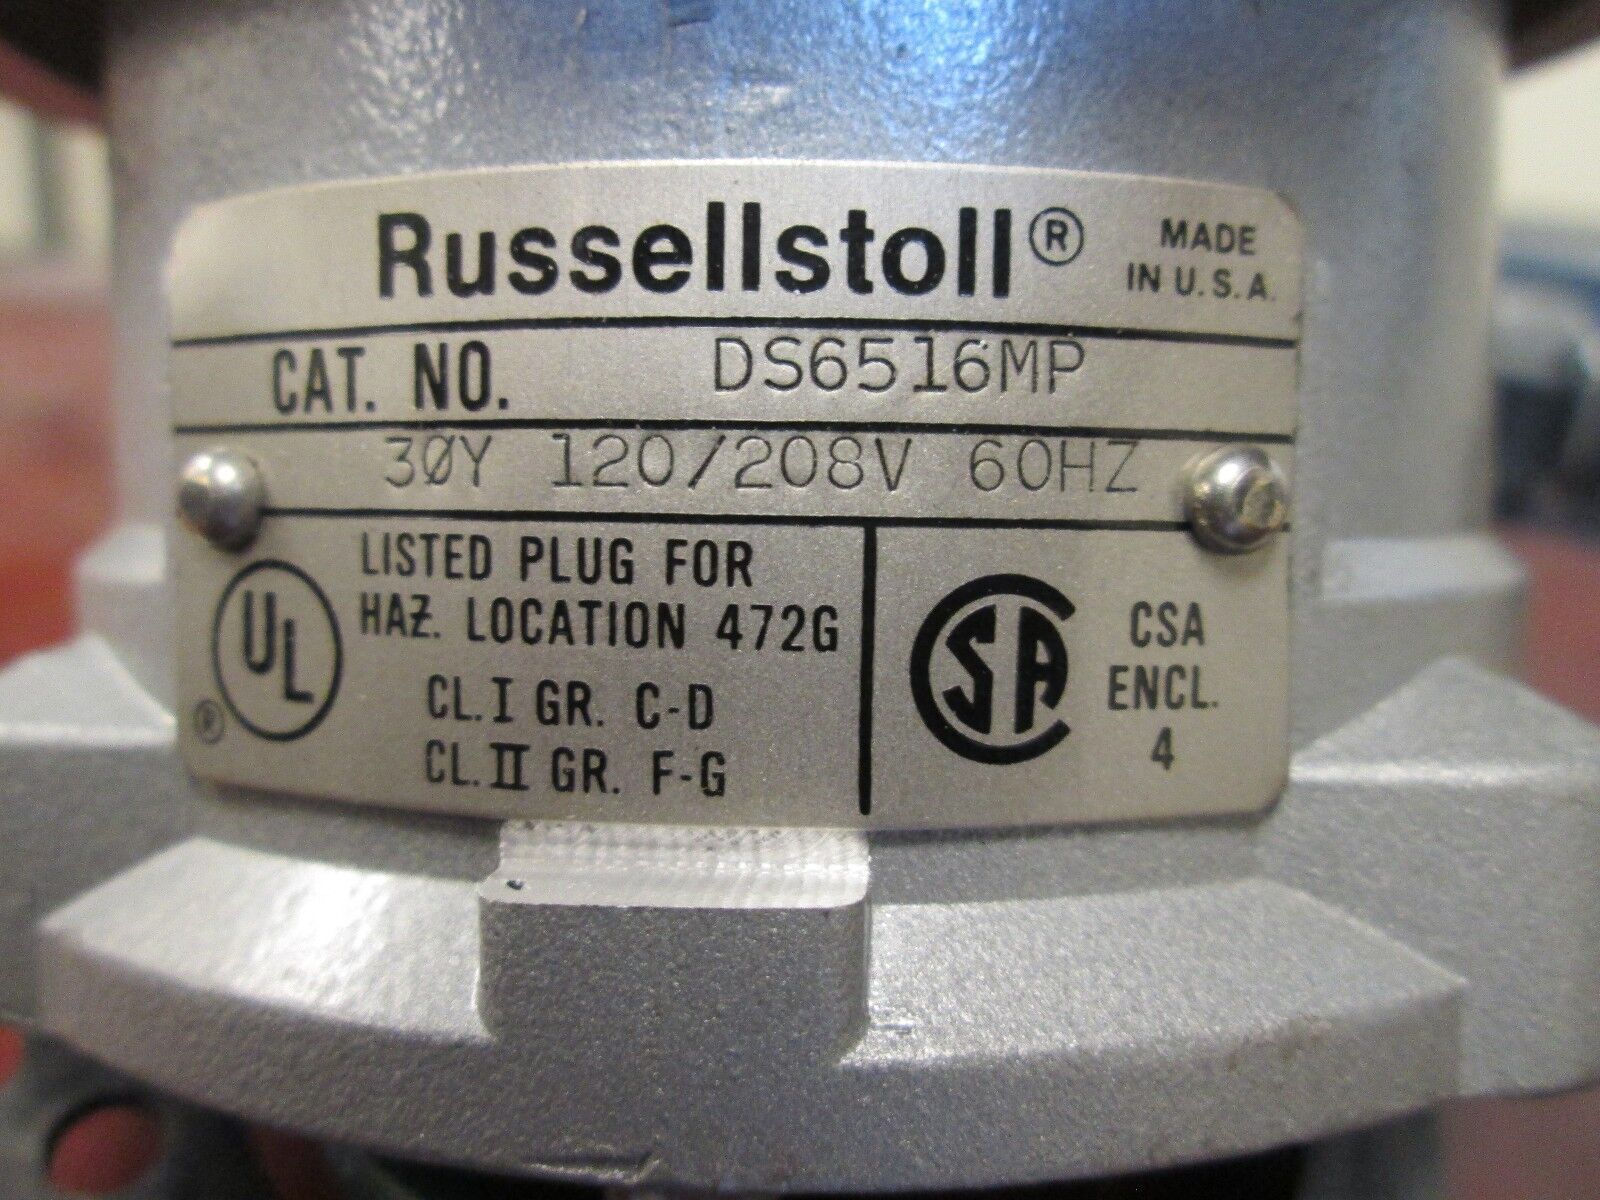 Russellstoll® MADE
IN U.S.A.
CAT. NO. DS6516MP
3ØY 120/208V 60HZ
UL
®
LISTED PLUG FOR
HAZ. LOCATION 472G
CL.I GR. C-D
CL.II GR. F-G
SA
CSA
ENCL.
4